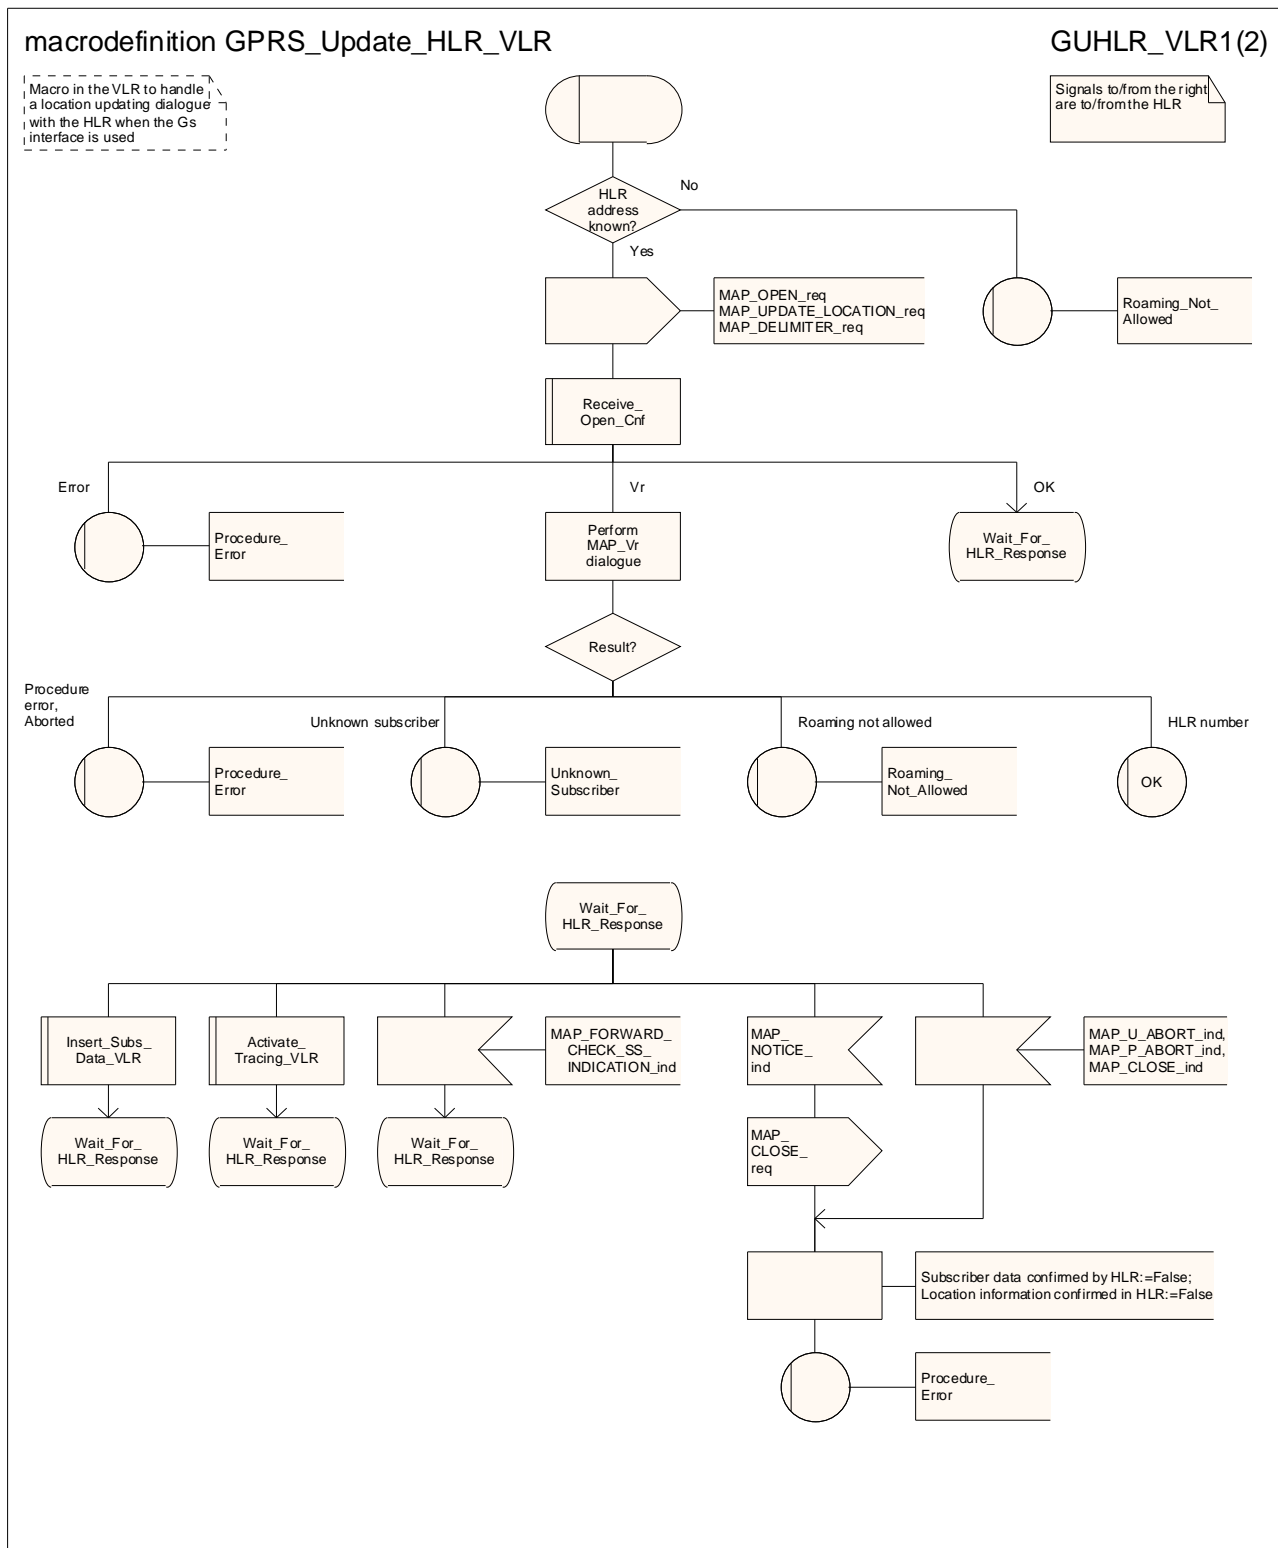 macrodefinition GPRS_Update_HLR_VLR
GUHLR_VLR1(2)
Macro in the VLR to handle
a location updating dialogue
with the HLR when the Gs
interface is used
Signals to/from the right
are to/from the HLR
HLR
address
known?
No
Yes
MAP_OPEN_req
MAP_UPDATE_LOCATION_req
MAP_DELIMITER_req
Roaming_Not_
Allowed
Receive_
Open_Cnf
Error
Vr
OK
Procedure_
Error
Perform
MAP_Vr
dialogue
Wait_For_
HLR_Response
Result?
Procedure
error,
Aborted
Unknown subscriber
Roaming not allowed
HLR number
Procedure_
Error
Unknown_
Subscriber
Roaming_
Not_Allowed
OK
Wait_For_
HLR_Response
Insert_Subs_
Data_VLR
Activate_
Tracing_VLR
MAP_FORWARD_
CHECK_SS_
INDICATION_ind
MAP_
NOTICE_
ind
MAP_U_ABORT_ind,
MAP_P_ABORT_ind,
MAP_CLOSE_ind
Wait_For_
HLR_Response
Wait_For_
HLR_Response
Wait_For_
HLR_Response
MAP_
CLOSE_
req
Subscriber data confirmed by HLR:=False;
Location information confirmed in HLR:=False
Procedure_
Error